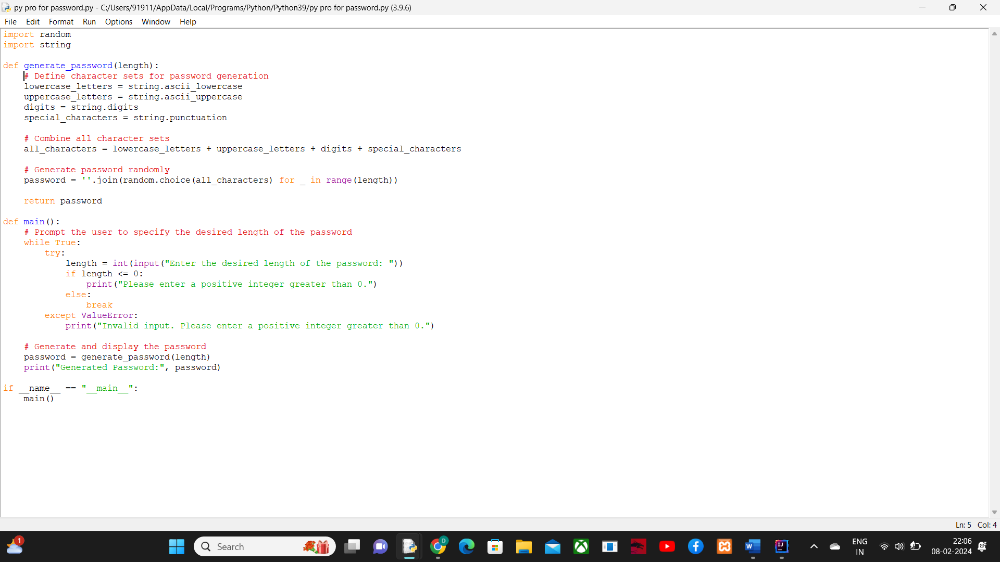 py pro for password.py - C:/Users/91911/AppData/Local/Programs/Python/Python39/py pro for password.py (3.9.6)
File Edit Format Run Options Window Help
import random
import string
def generate_password(length):
    # Define character sets for password generation
    lowercase_letters = string.ascii_lowercase
    uppercase_letters = string.ascii_uppercase
    digits = string.digits
    special_characters = string.punctuation
    # Combine all character sets
    all_characters = lowercase_letters + uppercase_letters + digits + special_characters
    # Generate password randomly
    password = ''.join(random.choice(all_characters) for _ in range(length))
    return password
def main():
    # Prompt the user to specify the desired length of the password
    while True:
        try:
            length = int(input("Enter the desired length of the password: "))
            if length <= 0:
                print("Please enter a positive integer greater than 0.")
            else:
                break
        except ValueError:
            print("Invalid input. Please enter a positive integer greater than 0.")
    # Generate and display the password
    password = generate_password(length)
    print("Generated Password:", password)
if __name__ == "__main__":
    main()
Ln: 5 Col: 4
1
Search
D
W
IJ
ENG
IN
22:06
08-02-2024